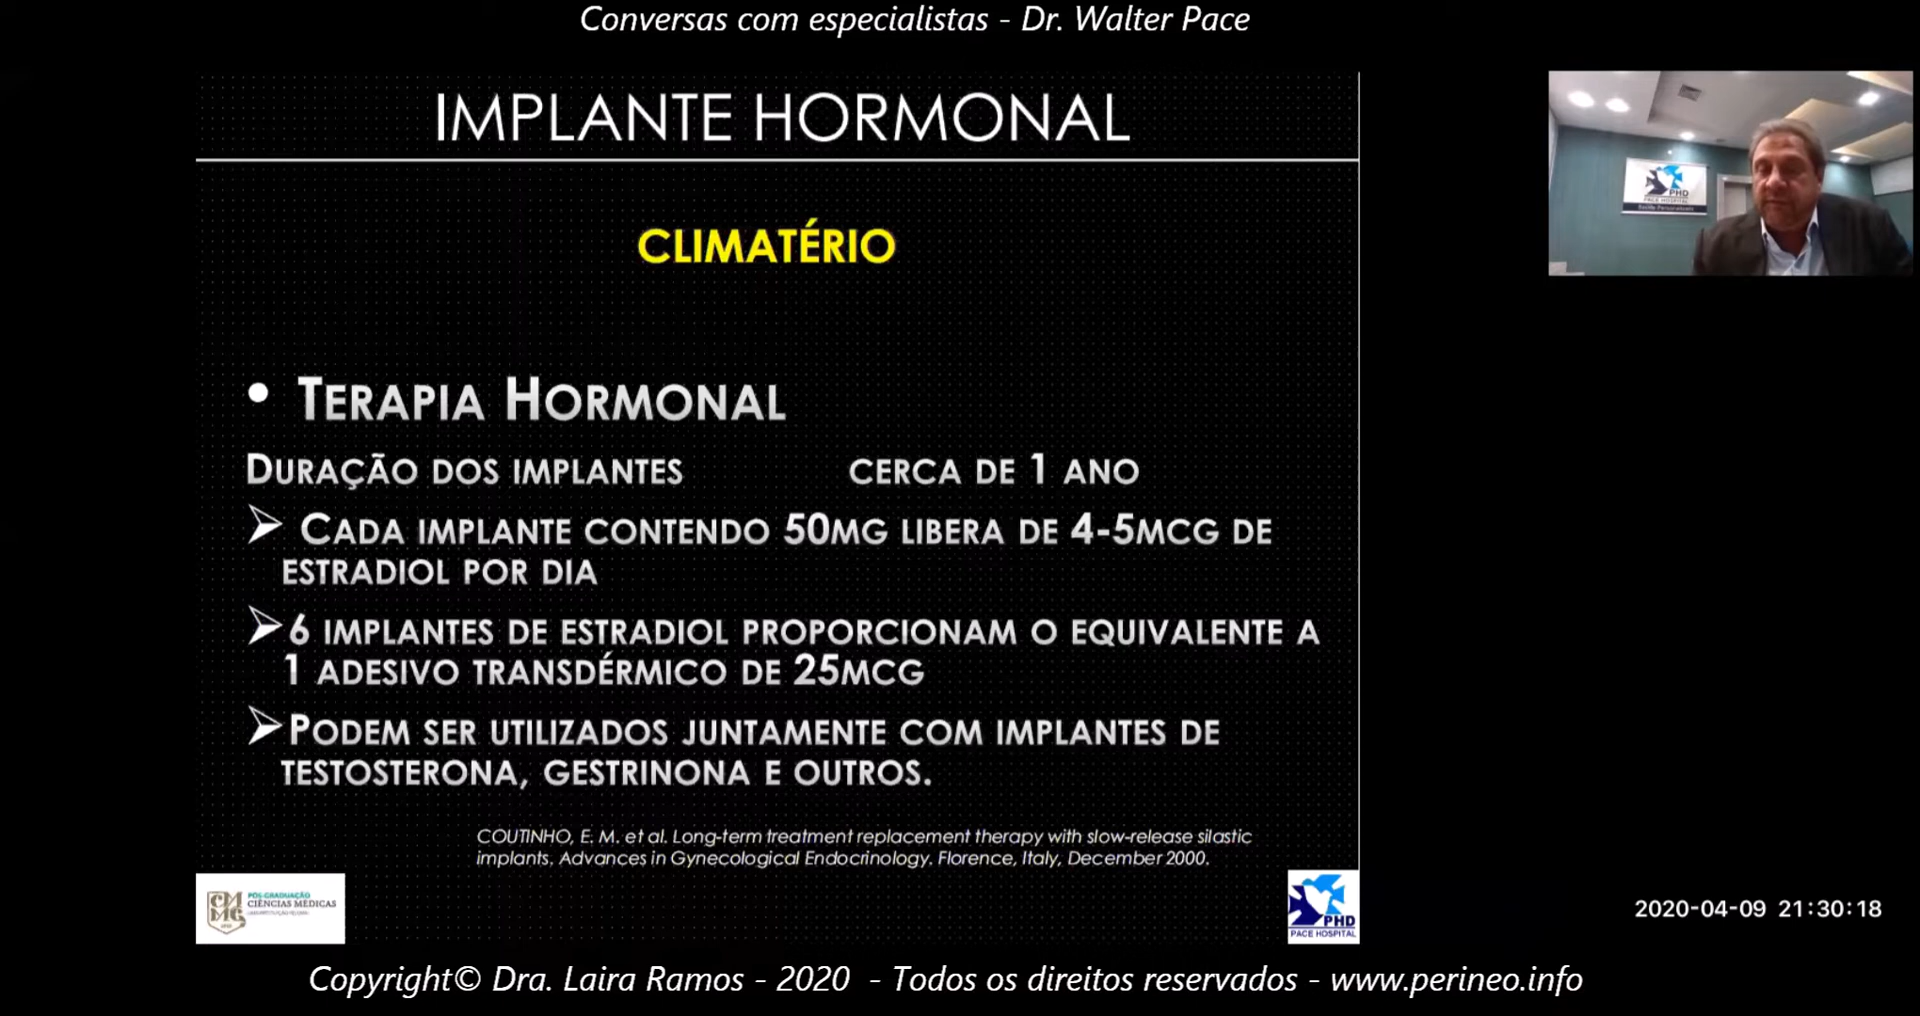 Conversas com especialistas - Dr. Walter Pace
IMPLANTE HORMONAL
CLIMATÉRIO
• TERAPIA HORMONAL
DURAÇÃO DOS IMPLANTES CERCA DE 1 ANO
➢ CADA IMPLANTE CONTENDO 50MG LIBERA DE 4-5MCG DE
ESTRADIOL POR DIA
➢ 6 IMPLANTES DE ESTRADIOL PROPORCIONAM O EQUIVALENTE A
1 ADESIVO TRANSDÉRMICO DE 25MCG
➢ PODEM SER UTILIZADOS JUNTAMENTE COM IMPLANTES DE
TESTOSTERONA, GESTRINONA E OUTROS.
COUTINHO, E. M. et al. Long-term treatment replacement therapy with slow-release silastic
implants. Advances in Gynecological Endocrinology. Florence, Italy, December 2000.
CM
MG
PÓS-GRADUAÇÃO
CIÊNCIAS MÉDICAS
PHD
PACE HOSPITAL
PHD
PACE HOSPITAL
2020-04-09 21:30:18
Copyright© Dra. Laira Ramos - 2020 - Todos os direitos reservados - www.perineo.info